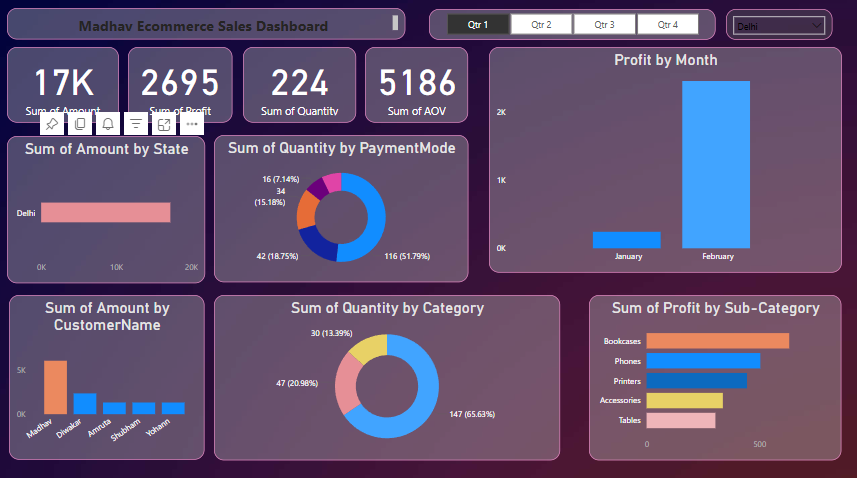 Madhav Ecommerce Sales Dashboard
Qtr 1
Qtr 2
Qtr 3
Qtr 4
Delhi
17K
Sum of Amount
2695
Sum of Profit
224
Sum of Quantity
5186
Sum of AOV
Profit by Month
2K
1K
0K
January
February
Sum of Amount by State
Delhi
0K
10K
20K
Sum of Quantity by PaymentMode
16 (7.14%)
34
(15.18%)
42 (18.75%)
116 (51.79%)
Sum of Amount by
CustomerName
5K
0K
Madhav
Diwakar
Amruta
Shubham
Yohann
Sum of Quantity by Category
30 (13.39%)
47 (20.98%)
147 (65.63%)
Sum of Profit by Sub-Category
Bookcases
Phones
Printers
Accessories
Tables
0
500